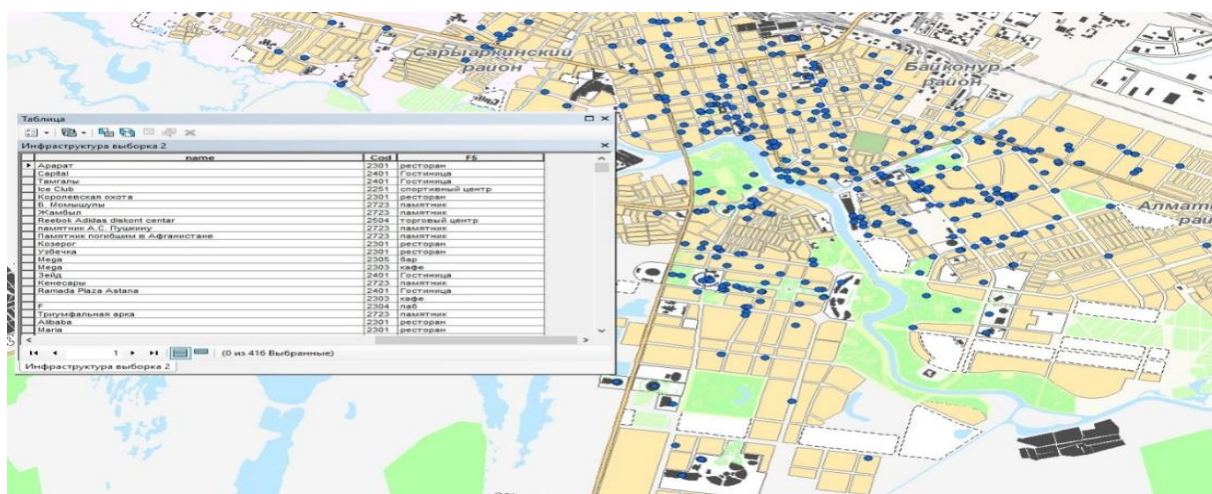 Сарыаркинский
район
Байконур
район
Алмат
рай
Таблица
Инфраструктура выборка 2
name Cod F5
Арарат 2301 ресторан
Capital 2401 Гостиница
Тамгалы 2401 Гостиница
Ice Club 2251 спортивный центр
Королевская охота 2301 ресторан
Б. Момышулы 2723 памятник
Жамбыл 2723 памятник
Reebok Adidas diskont centar 2504 торговый центр
памятник А.С. Пушкину 2723 памятник
Памятник погибшим в Афганистане 2723 памятник
Козерог 2301 ресторан
Узбечка 2301 ресторан
Mega 2305 бар
Mega 2303 кафе
Зейд 2401 Гостиница
Кенесары 2723 памятник
Ramada Plaza Astana 2401 Гостиница
2303 кафе
F 2304 паб
Триумфальная арка 2723 памятник
Alibaba 2301 ресторан
Maria 2301 ресторан
1 (0 из 416 Выбранные)
Инфраструктура выборка 2